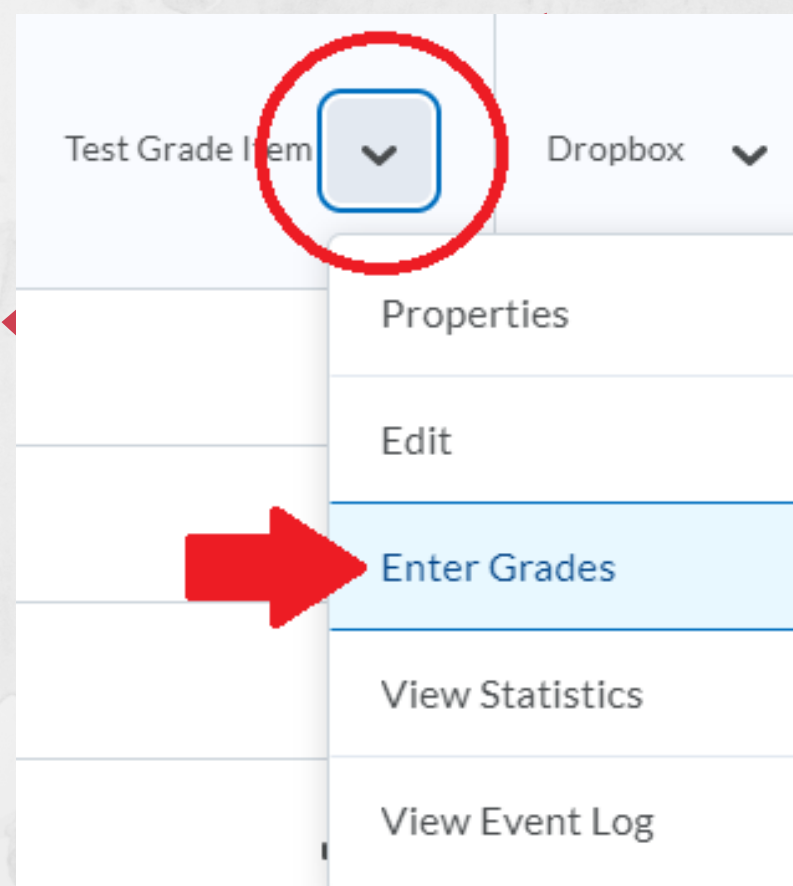 Test Grade Item
Dropbox
Properties
Edit
Enter Grades
View Statistics
View Event Log